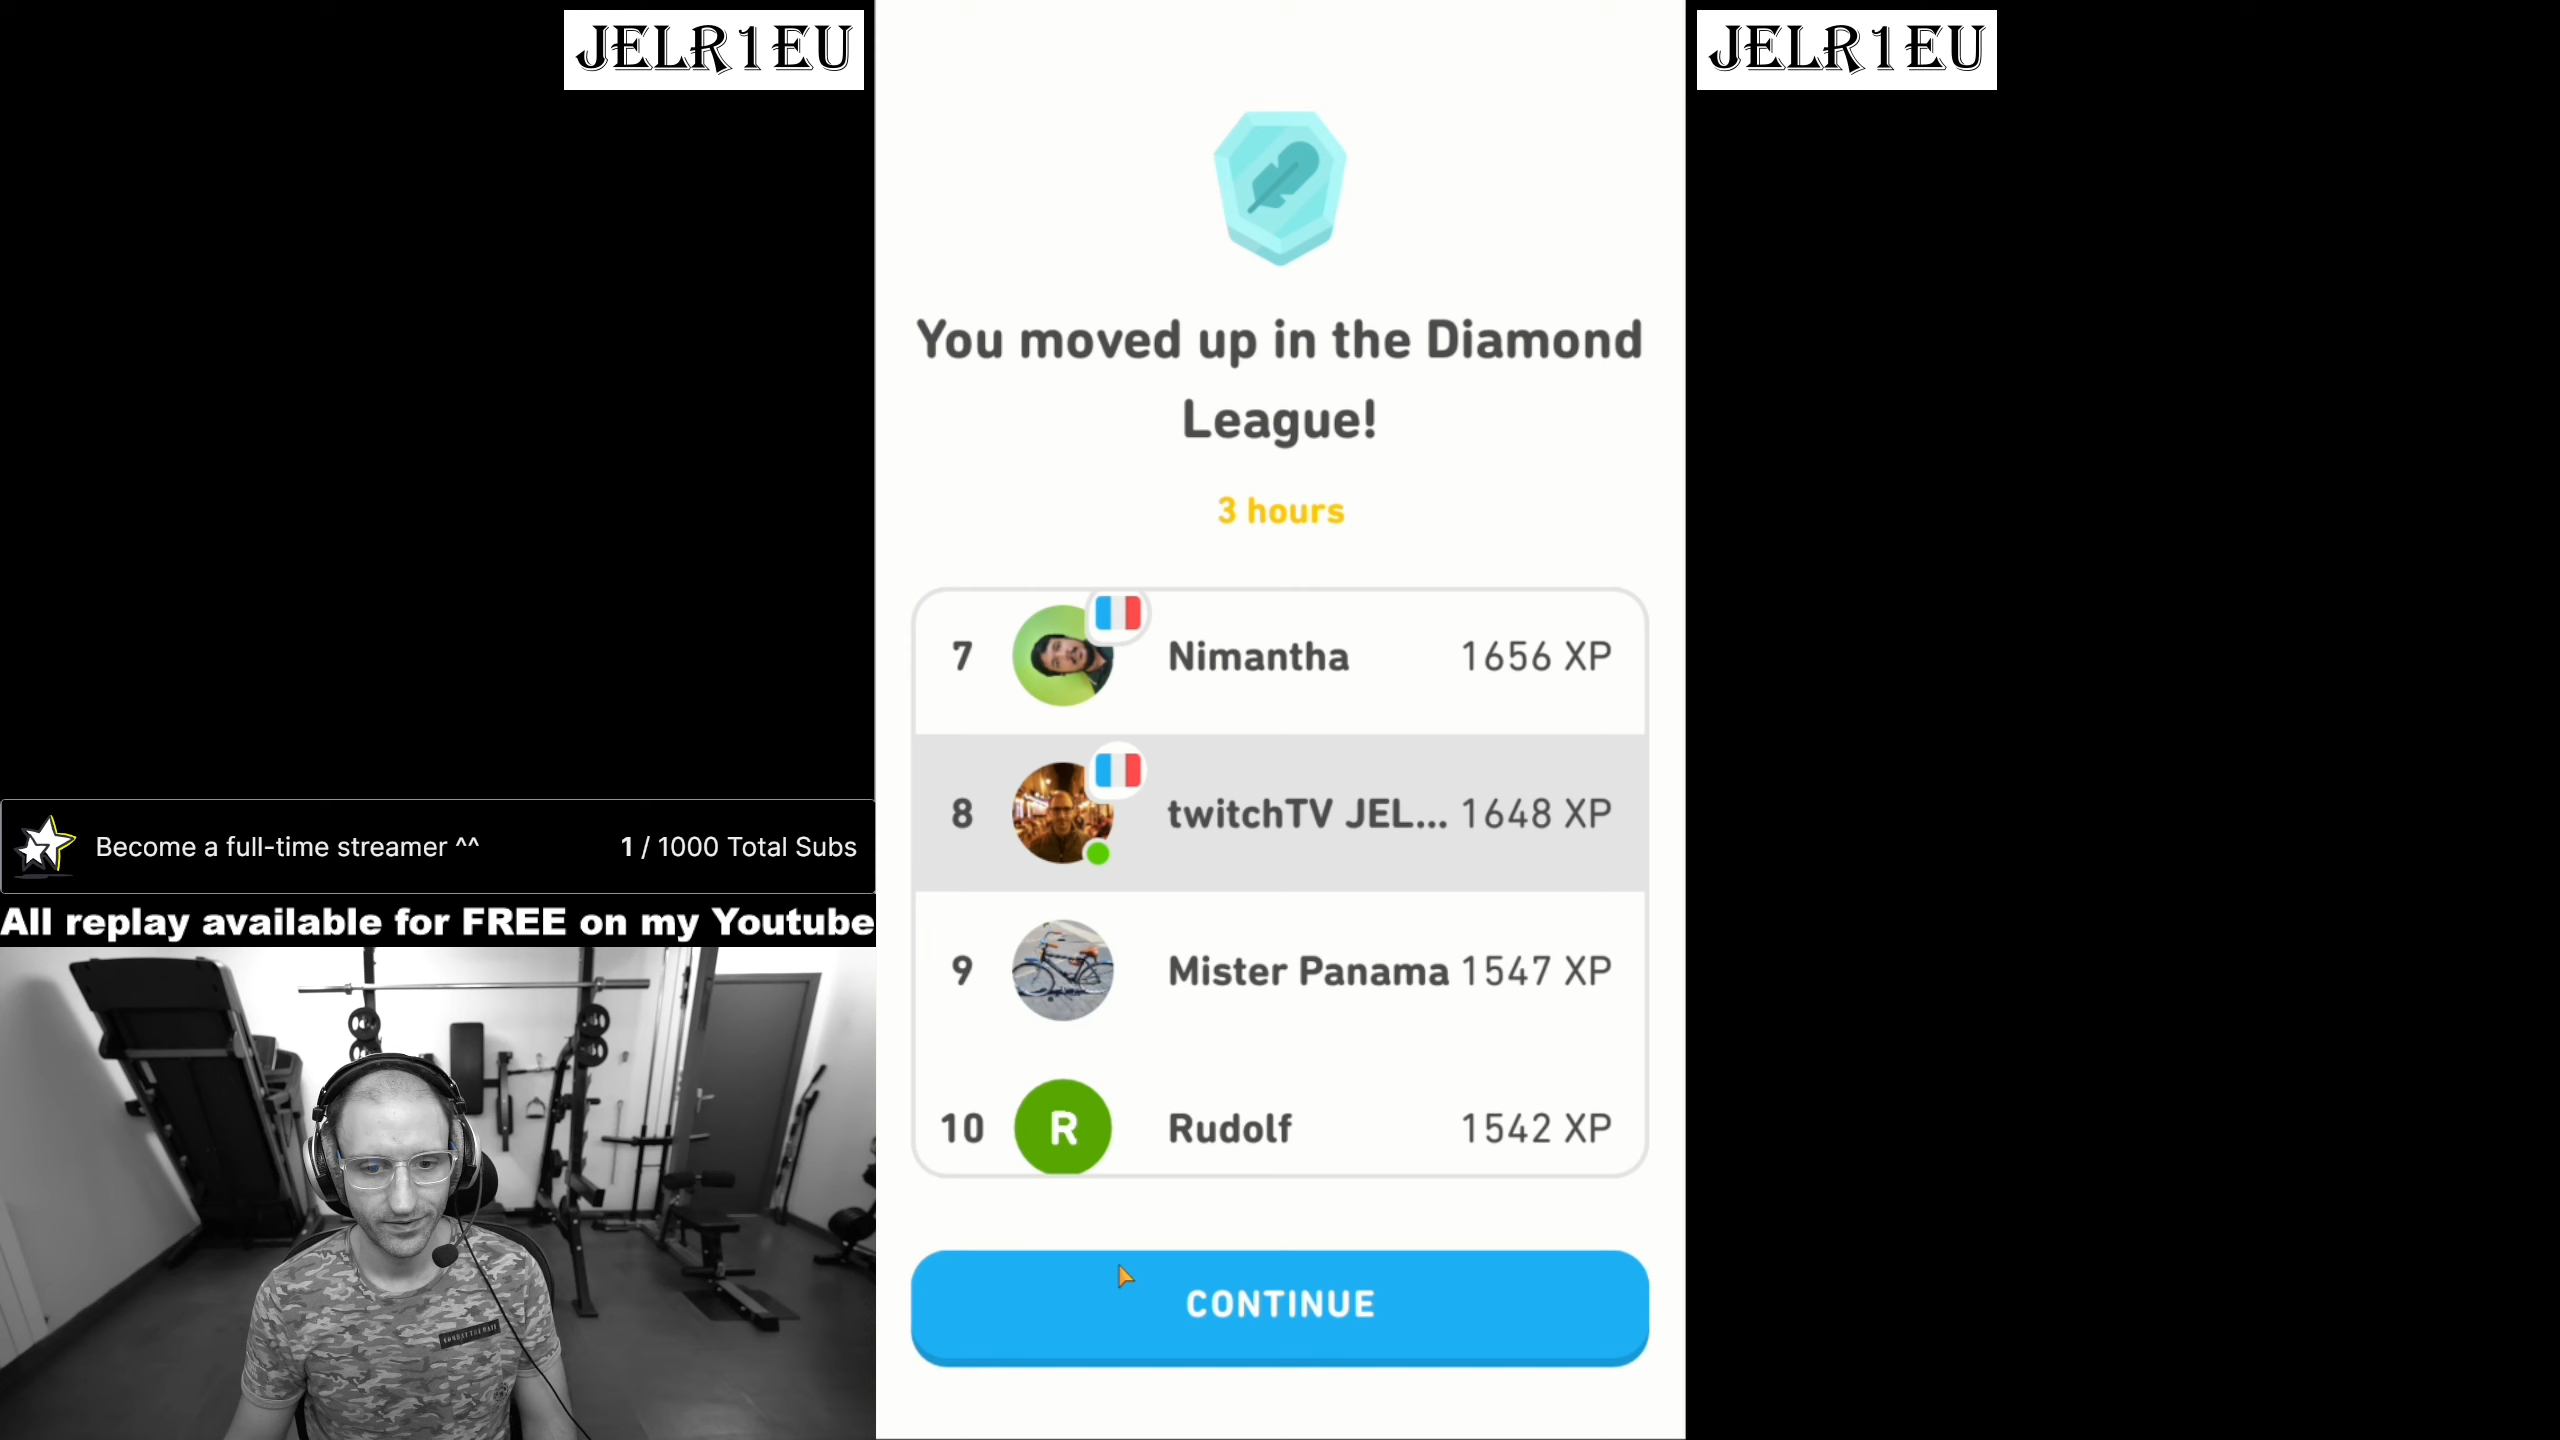 JELR1EU
JELR1EU
You moved up in the Diamond
League!
3 hours
7 Nimantha 1656 XP
8 twitchTV JEL... 1648 XP
9 Mister Panama 1547 XP
10 R Rudolf 1542 XP
CONTINUE
Become a full-time streamer ^^ 1 / 1000 Total Subs
All replay available for FREE on my Youtube